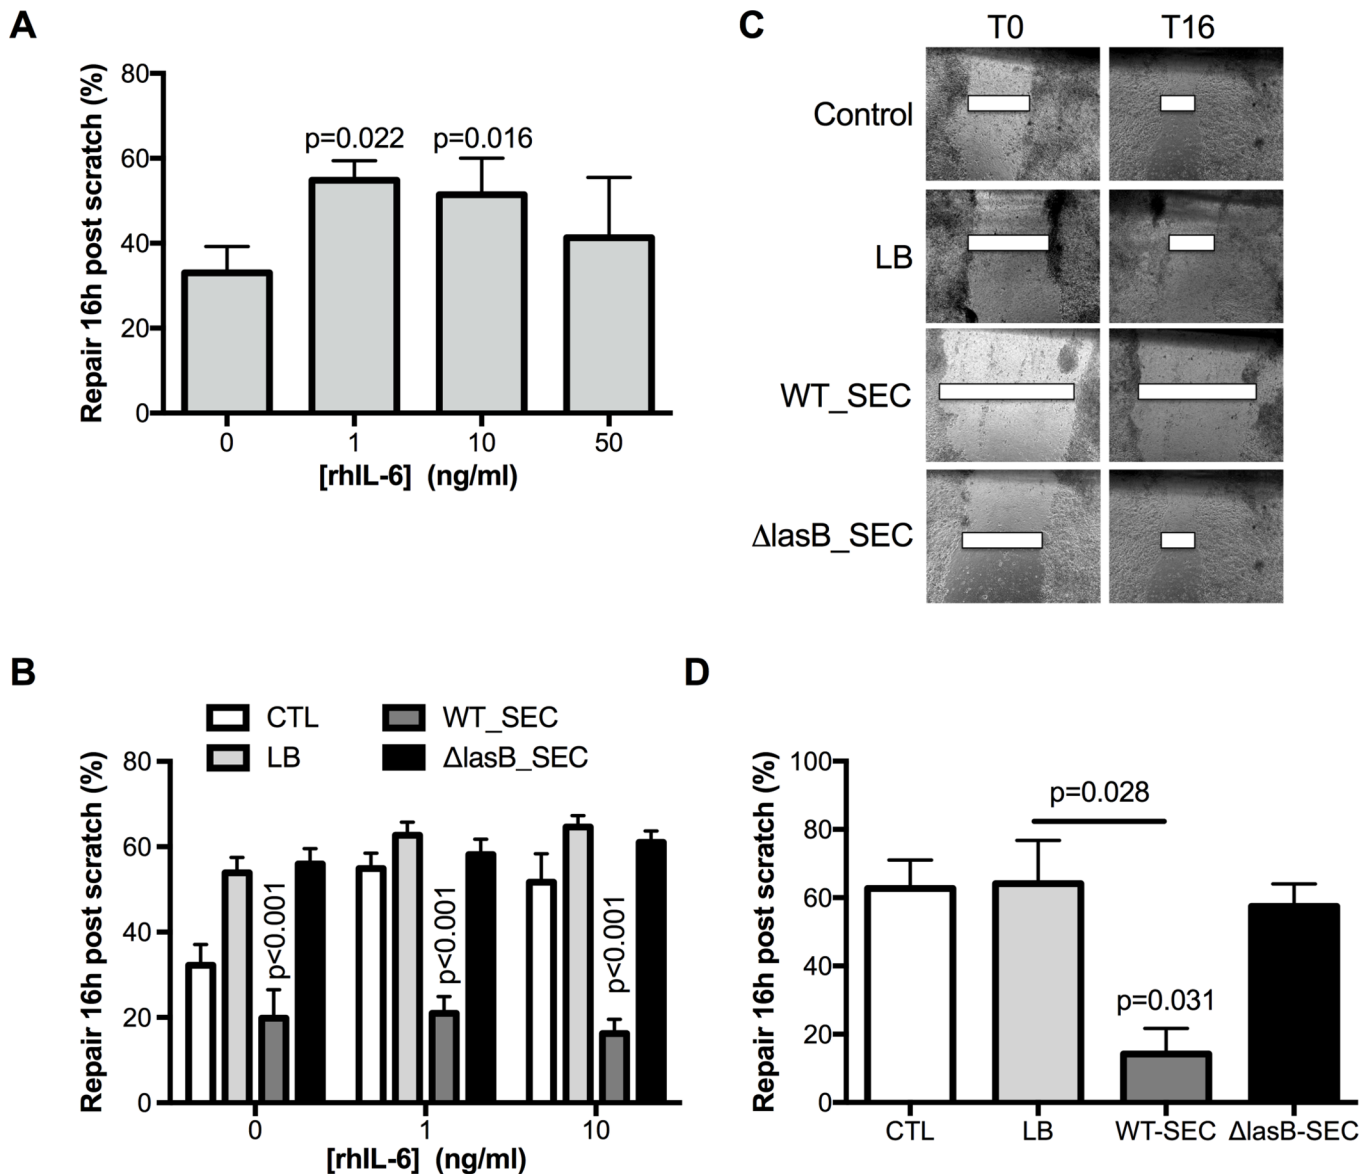 A
Repair 16h post scratch (%)
80
60
40
20
0
p=0.022
p=0.016
0 1 10 50
[rhIL-6] (ng/ml)
C
T0 T16
Control
LB
WT_SEC
ΔlasB_SEC
B
CTL WT_SEC
LB ΔlasB_SEC
Repair 16h post scratch (%)
80
60
40
20
0
p<0.001
p<0.001
p<0.001
0 1 10
[rhIL-6] (ng/ml)
D
Repair 16h post scratch (%)
100
80
60
40
20
0
p=0.028
p=0.031
CTL LB WT-SEC ΔlasB-SEC